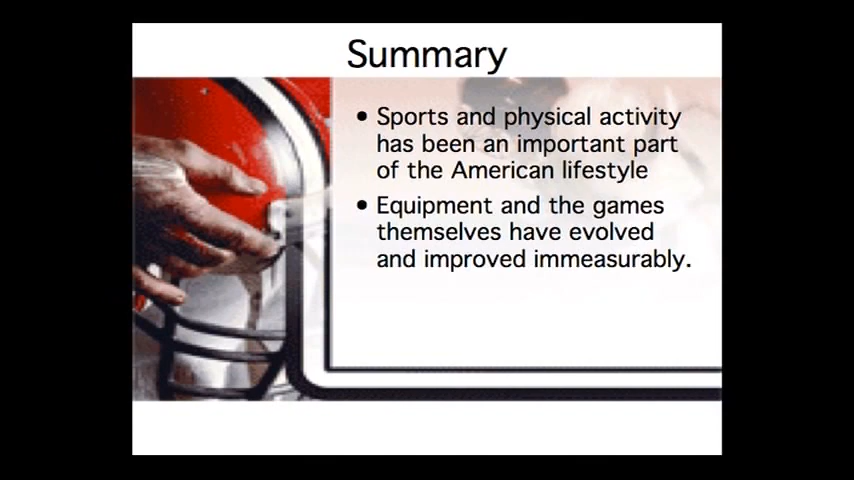 Summary
• Sports and physical activity
has been an important part
of the American lifestyle
• Equipment and the games
themselves have evolved
and improved immeasurably.